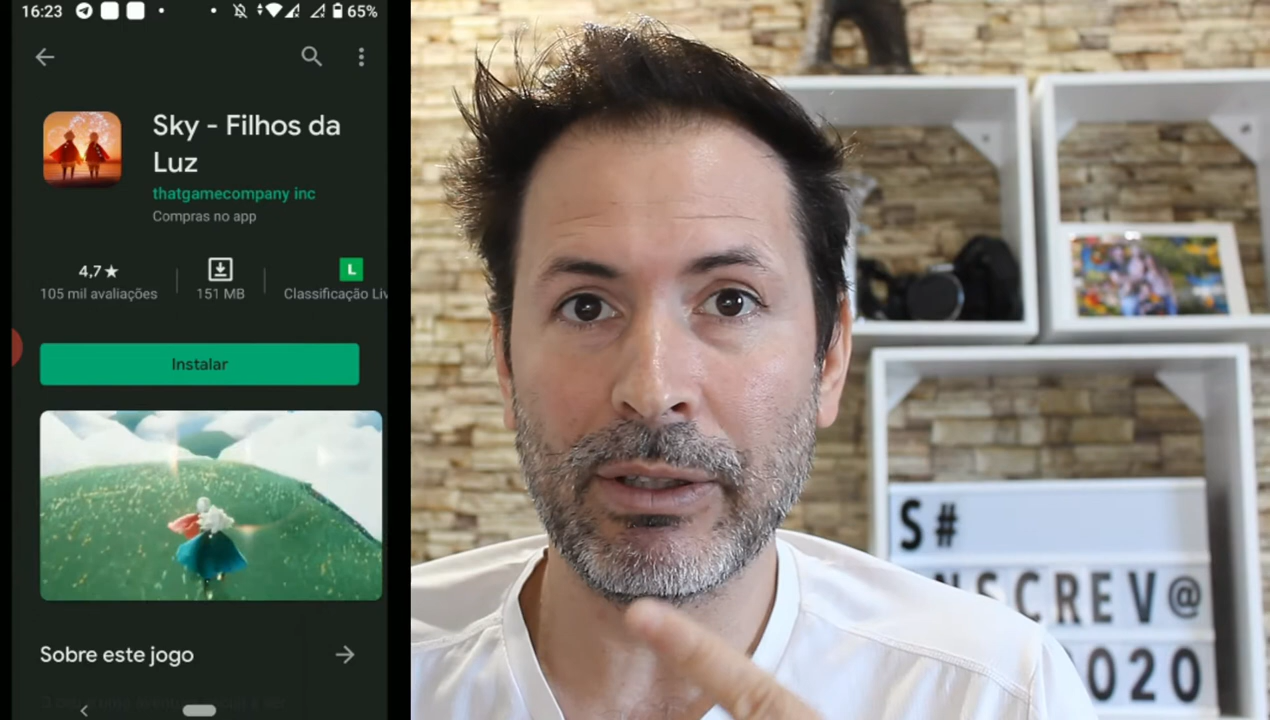 16:23
65%
Sky - Filhos da
Luz
thatgamecompany inc
Compras no app
4,7★
105 mil avaliações
151 MB
L
Classificação Liv
Instalar
Sobre este jogo
S#
NSCREV@
2020